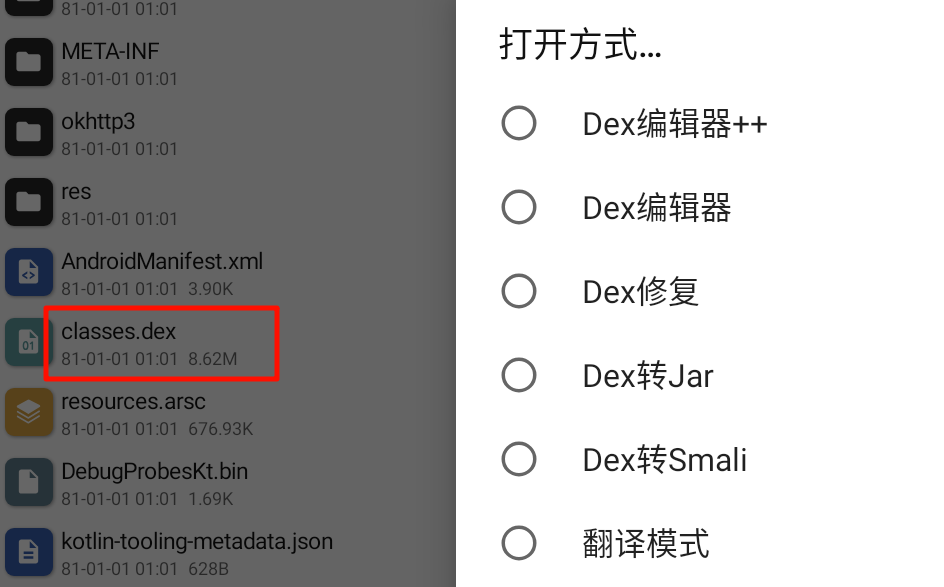 81-01-01 01:01
META-INF
81-01-01 01:01
okhttp3
81-01-01 01:01
res
81-01-01 01:01
AndroidManifest.xml
81-01-01 01:01 3.90K
classes.dex
81-01-01 01:01 8.62M
01
resources.arsc
81-01-01 01:01 676.93K
DebugProbesKt.bin
81-01-01 01:01 1.69K
kotlin-tooling-metadata.json
81-01-01 01:01 628B
打开方式...
Dex编辑器++
Dex编辑器
Dex修复
Dex转Jar
Dex转Smali
翻译模式